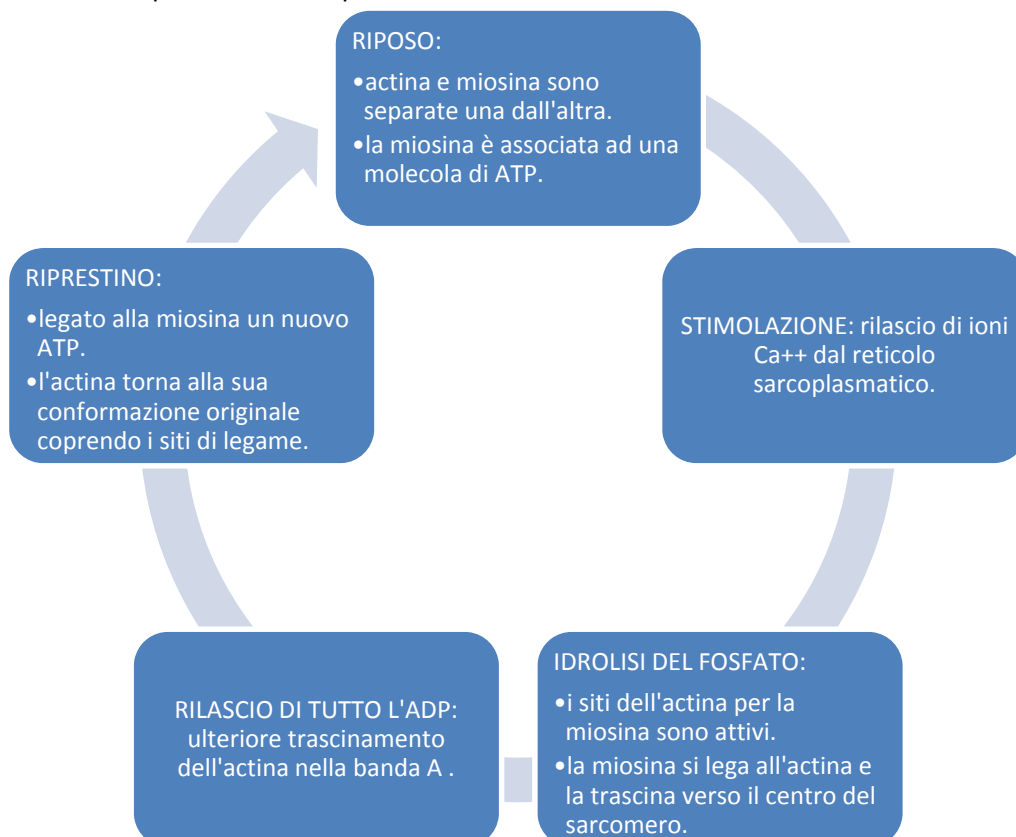 RIPOSO:
•actina e miosina sono
separate una dall'altra.
•la miosina è associata ad una
molecola di ATP.
STIMOLAZIONE: rilascio di ioni
Ca++ dal reticolo
sarcoplasmatico.
IDROLISI DEL FOSFATO:
•i siti dell'actina per la
miosina sono attivi.
•la miosina si lega all'actina e
la trascina verso il centro del
sarcomero.
RILASCIO DI TUTTO L'ADP:
ulteriore trascinamento
dell'actina nella banda A .
RIPRESTINO:
•legato alla miosina un nuovo
ATP.
•l'actina torna alla sua
conformazione originale
coprendo i siti di legame.